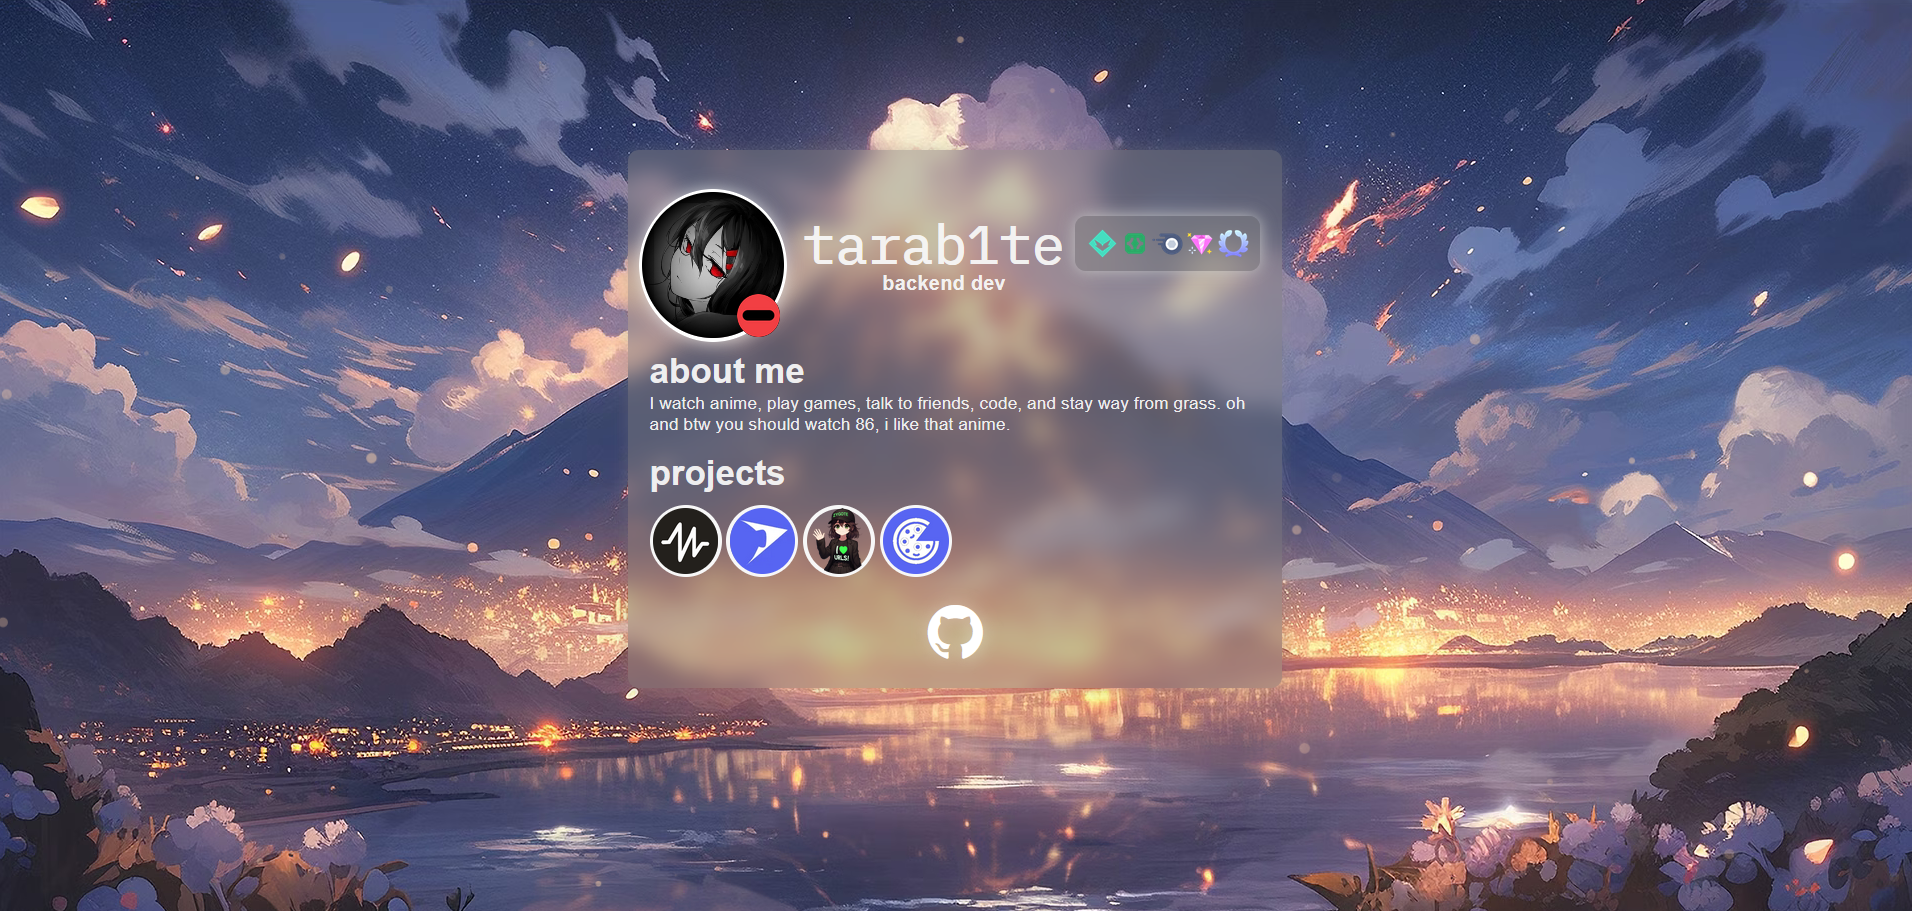 tarab1te
backend dev
about me
I watch anime, play games, talk to friends, code, and stay way from grass. oh
and btw you should watch 86, i like that anime.
projects
I
URLS!